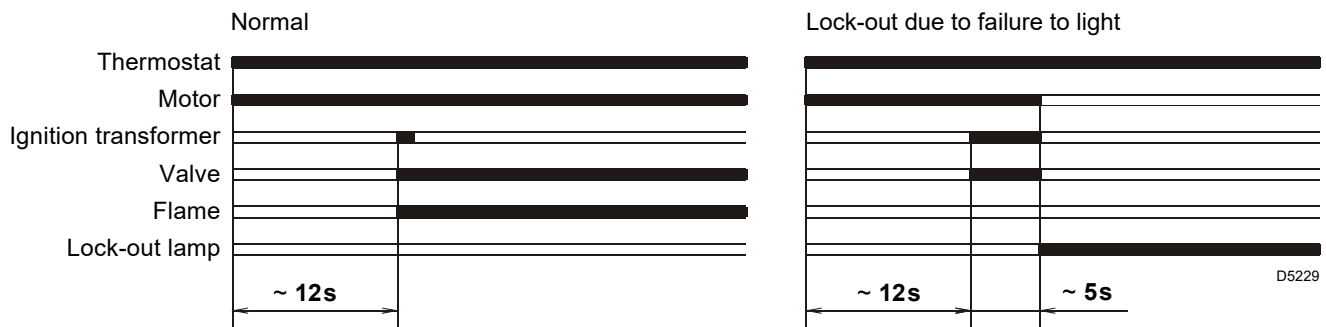 Normal
Lock-out due to failure to light
Thermostat
Motor
Ignition transformer
Valve
Flame
Lock-out lamp
D5229
~ 12s
~ 12s
~ 5s